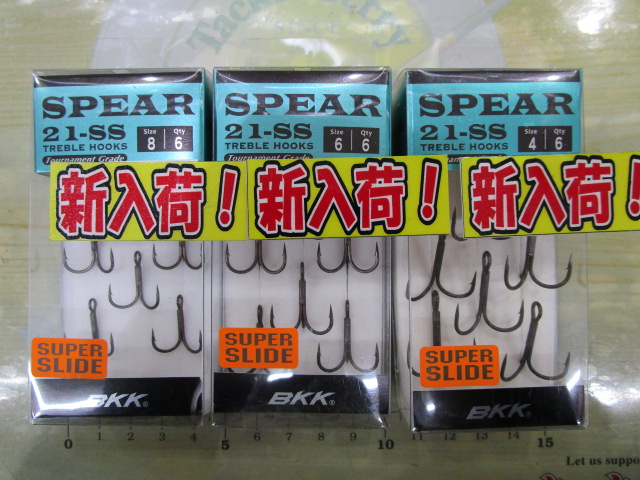 SPEAR
21-SS
TREBLE HOOKS
Tournament Grade
Size
8
Qty
6
新入荷！
SUPER
SLIDE
BKK
SPEAR
21-SS
TREBLE HOOKS
Tournament Grade
Size
6
Qty
6
新入荷！
SUPER
SLIDE
BKK
SPEAR
21-SS
TREBLE HOOKS
Size
4
Qty
6
新入荷！
SUPER
SLIDE
BKK
0 1 2 3 4 5 6 7 8 9 10 11 12 13 14 15
Let us suppo